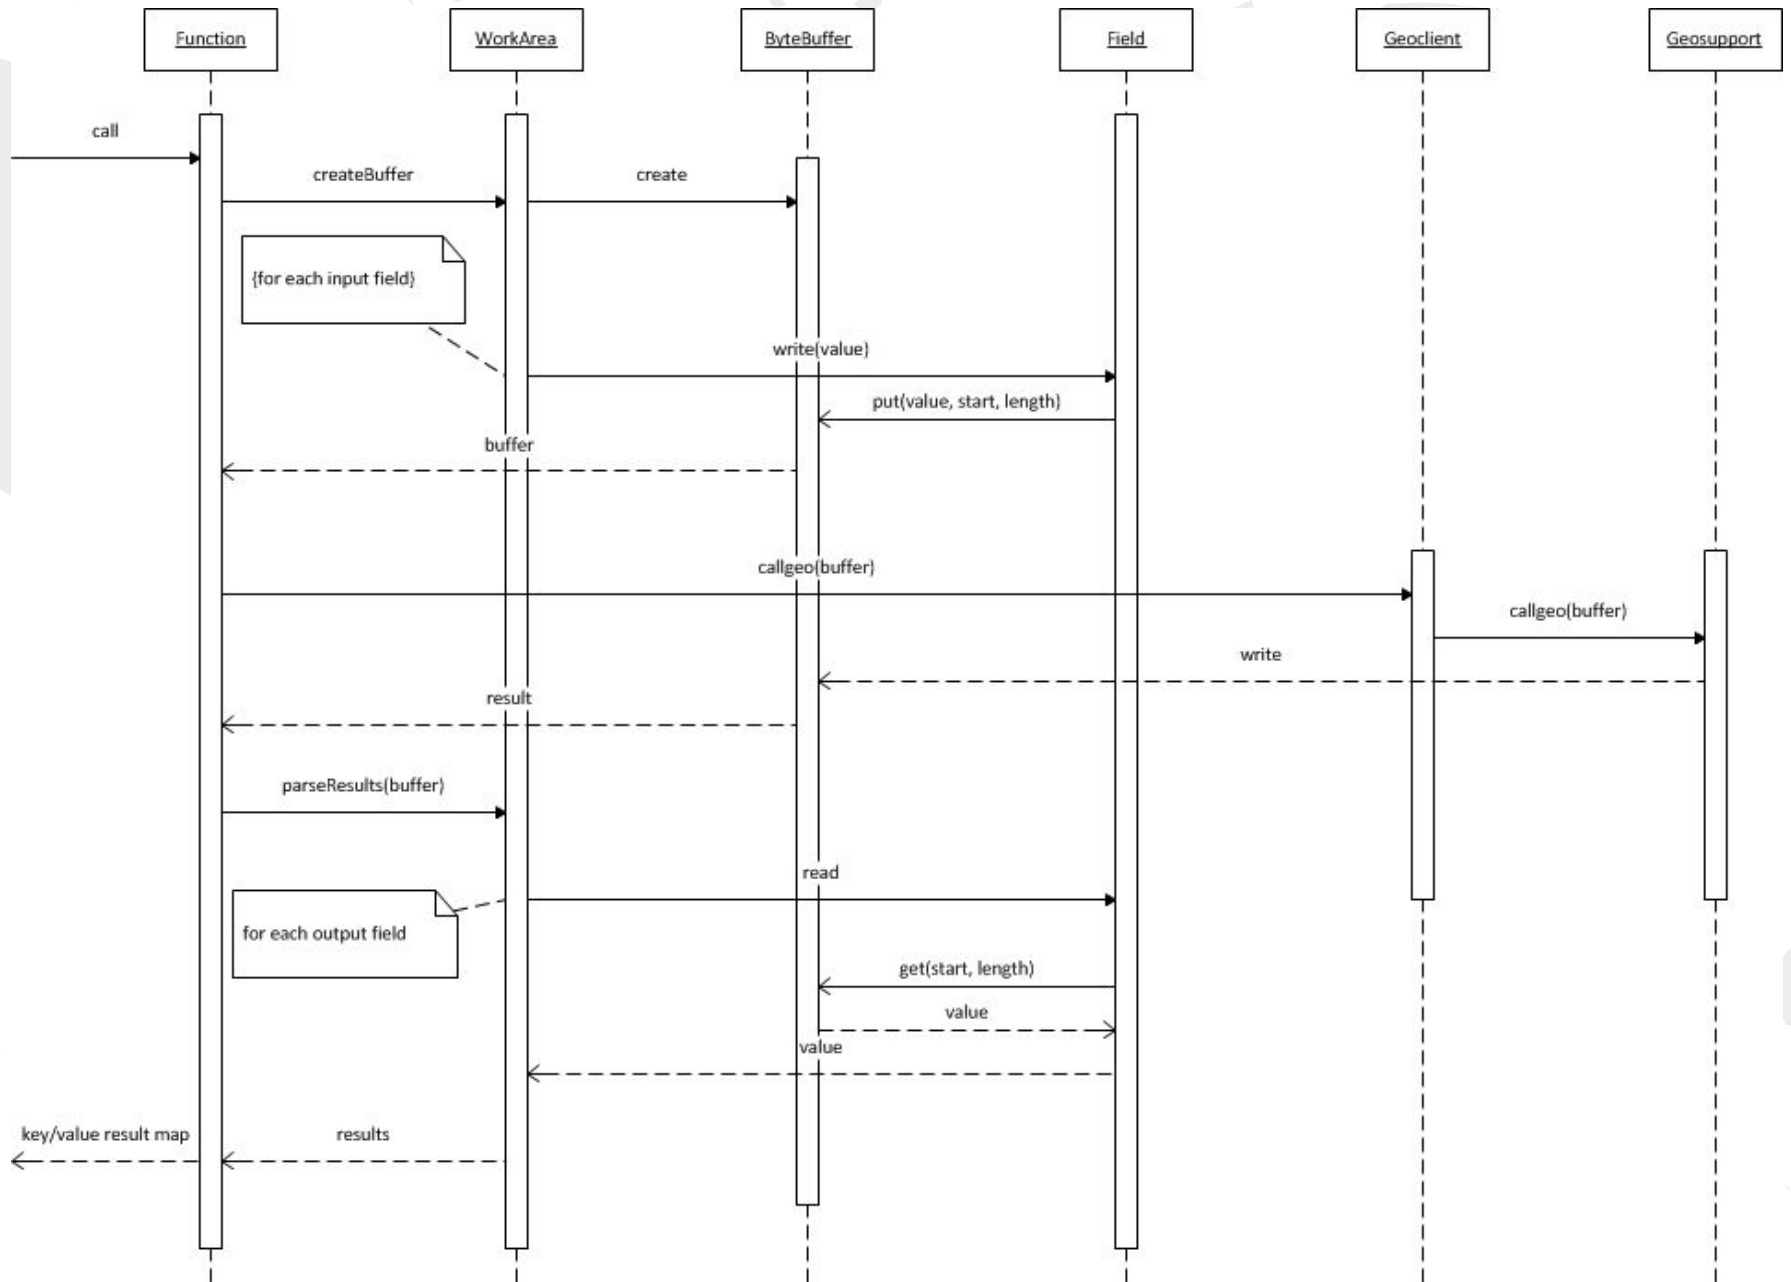 Function
WorkArea
ByteBuffer
Field
Geoclient
Geosupport
call
createBuffer
create
{for each input field}
write(value)
put(value, start, length)
buffer
callgeo(buffer)
callgeo(buffer)
write
result
parseResults(buffer)
read
for each output field
get(start, length)
value
value
key/value result map
results